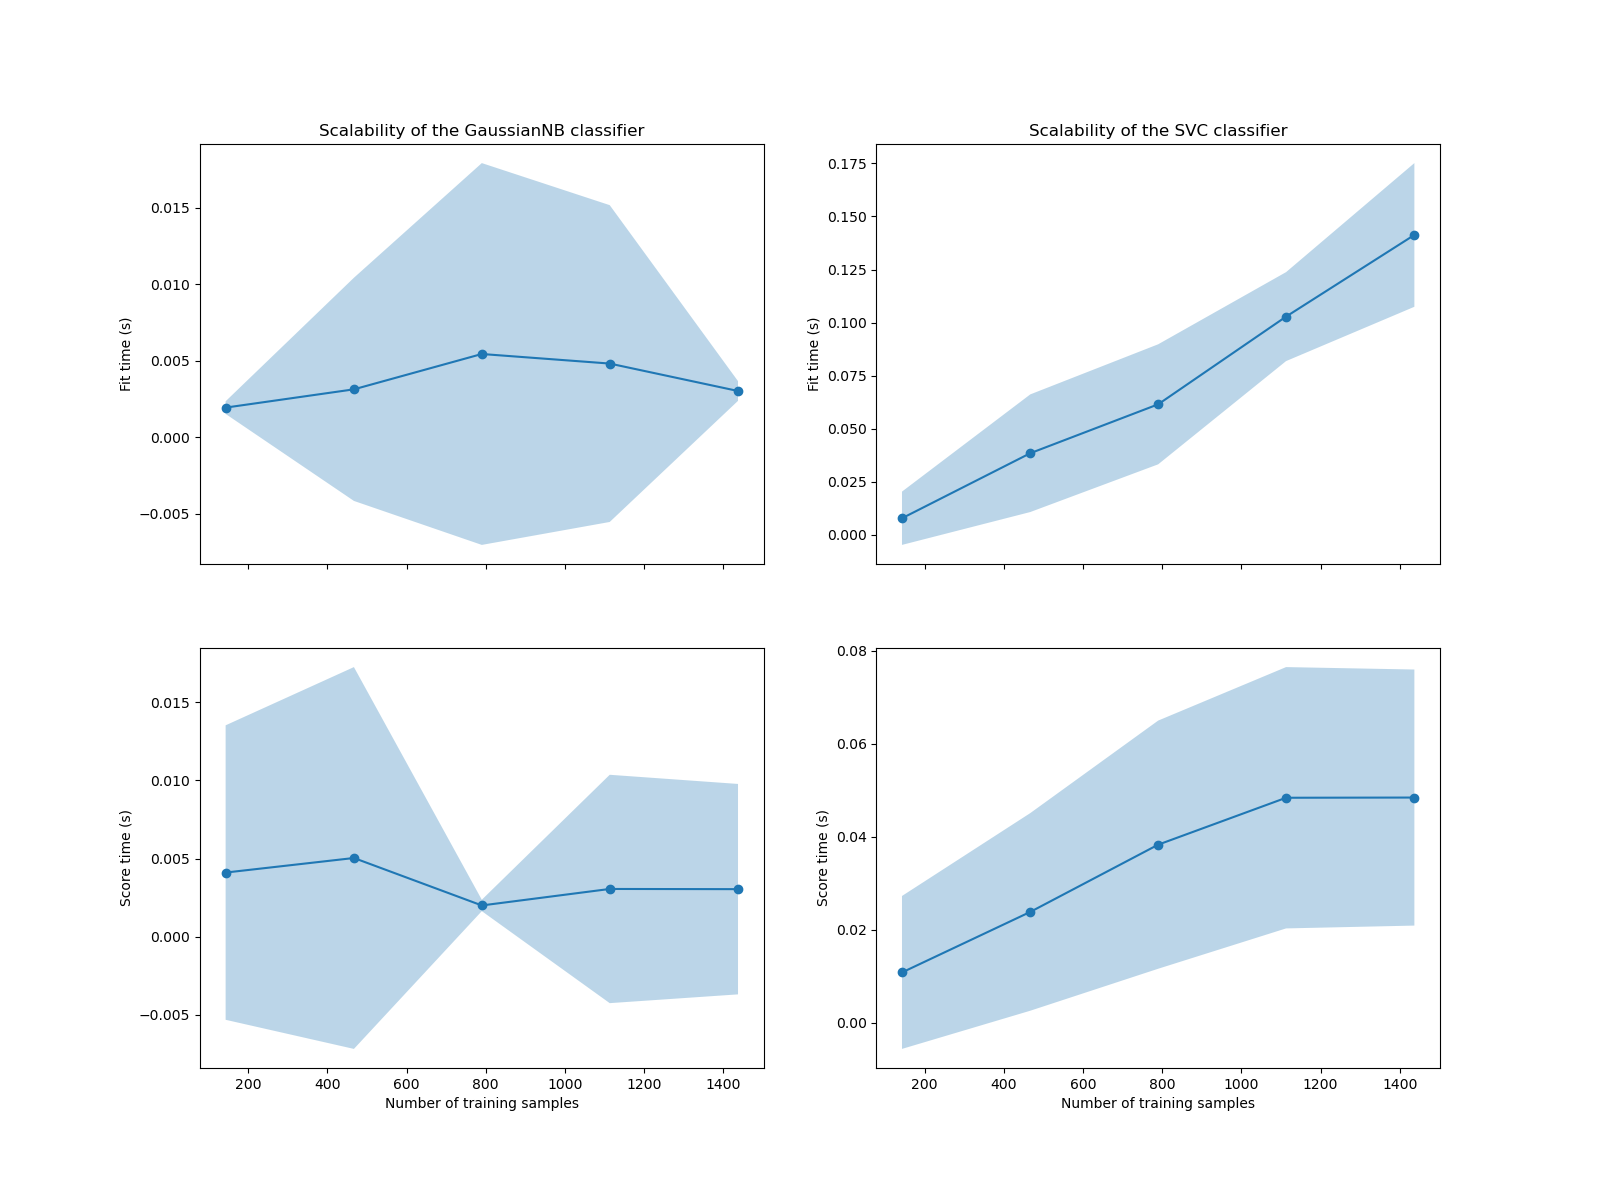 Scalability of the GaussianNB classifier
Fit time (s)
0.015
0.010
0.005
0.000
−0.005
Scalability of the SVC classifier
Fit time (s)
0.175
0.150
0.125
0.100
0.075
0.050
0.025
0.000
Score time (s)
0.015
0.010
0.005
0.000
−0.005
200 400 600 800 1000 1200 1400
Number of training samples
Score time (s)
0.08
0.06
0.04
0.02
0.00
200 400 600 800 1000 1200 1400
Number of training samples